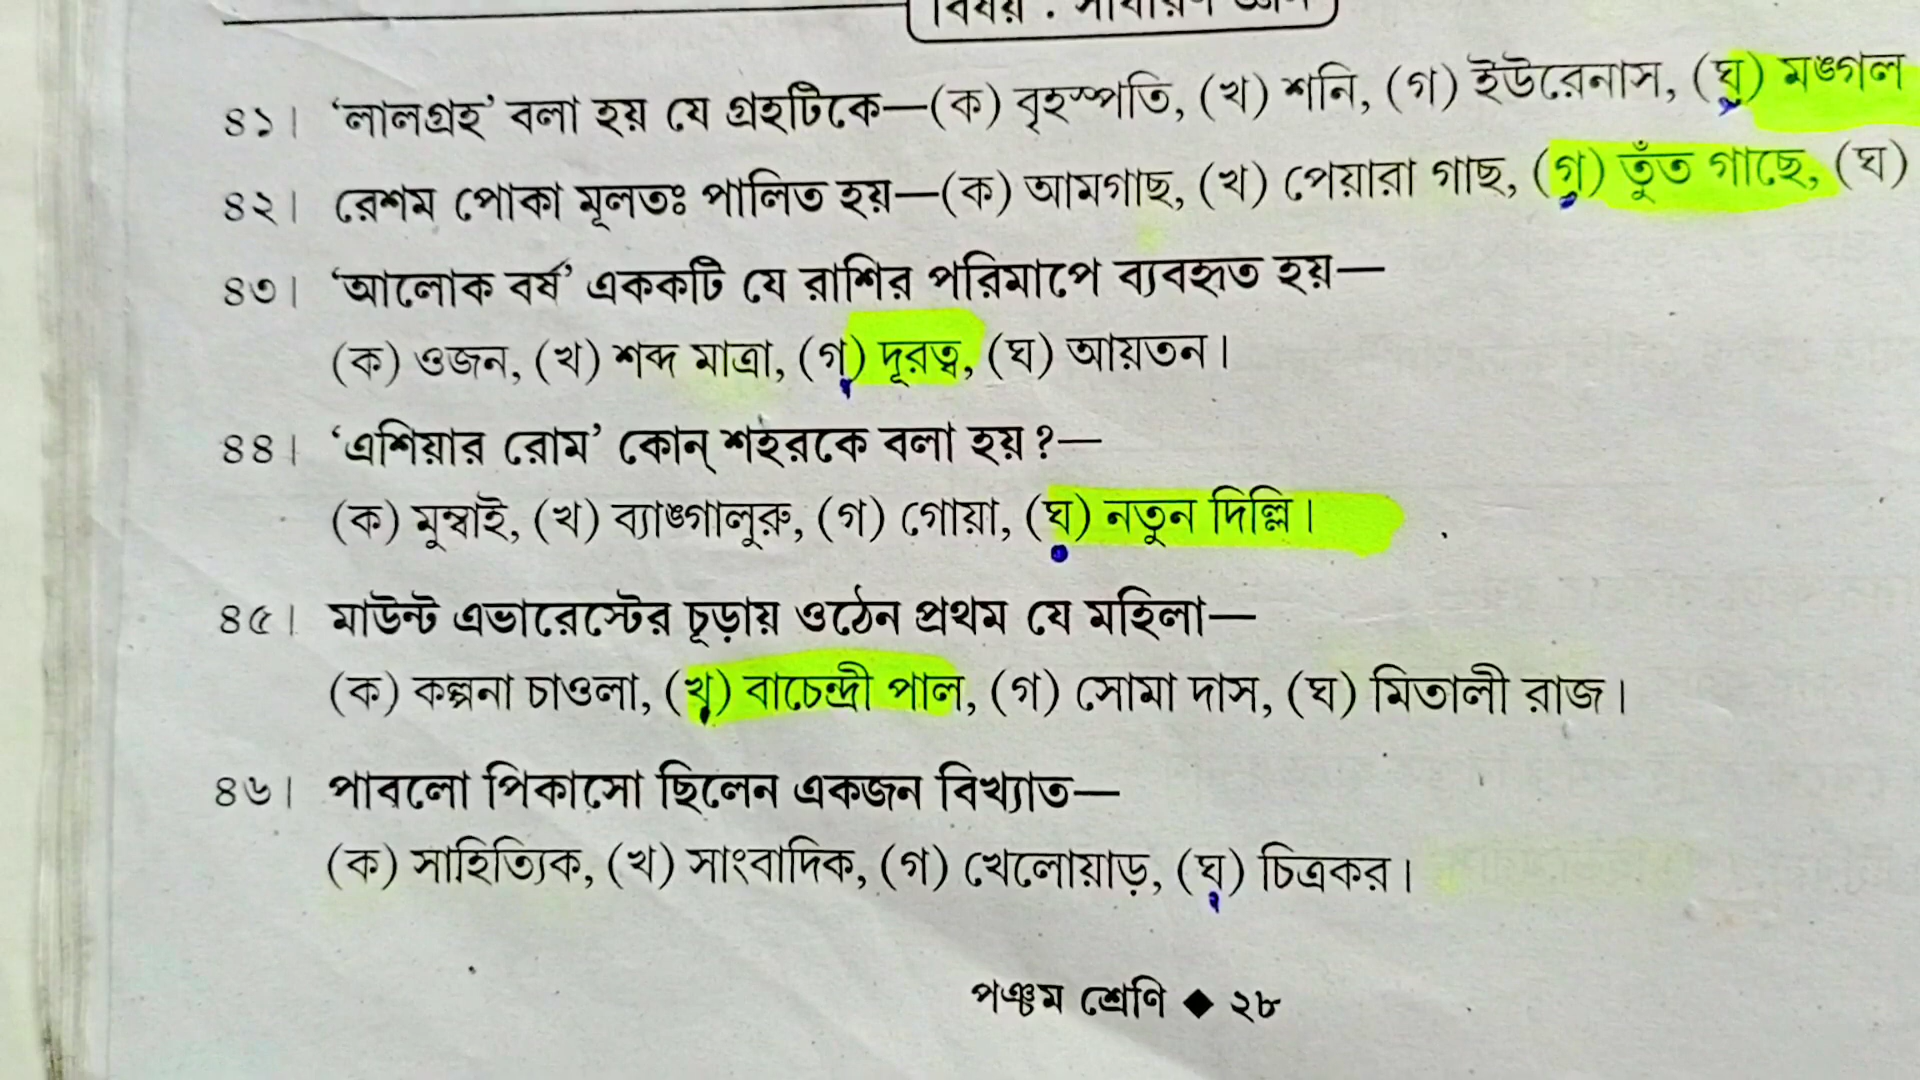 বিষয় : সাধারণ জ্ঞান
৪১। ‘লালগ্রহ’ বলা হয় যে গ্রহটিকে—(ক) বৃহস্পতি, (খ) শনি, (গ) ইউরেনাস, (ঘ) মঙ্গল
৪২। রেশম পোকা মূলতঃ পালিত হয়—(ক) আমগাছ, (খ) পেয়ারা গাছ, (গ) তুঁত গাছে, (ঘ)
৪৩। ‘আলোক বর্ষ’ এককটি যে রাশির পরিমাপে ব্যবহৃত হয়—
(ক) ওজন, (খ) শব্দ মাত্রা, (গ) দূরত্ব, (ঘ) আয়তন।
৪৪। ‘এশিয়ার রোম’ কোন্ শহরকে বলা হয়?—
(ক) মুম্বাই, (খ) ব্যাঙ্গালুরু, (গ) গোয়া, (ঘ) নতুন দিল্লি।
৪৫। মাউন্ট এভারেস্টের চূড়ায় ওঠেন প্রথম যে মহিলা—
(ক) কল্পনা চাওলা, (খ) বাচেন্দ্রী পাল, (গ) সোমা দাস, (ঘ) মিতালী রাজ।
৪৬। পাবলো পিকাসো ছিলেন একজন বিখ্যাত—
(ক) সাহিত্যিক, (খ) সাংবাদিক, (গ) খেলোয়াড়, (ঘ) চিত্রকর।
পঞ্চম শ্রেণি ◆ ২৮